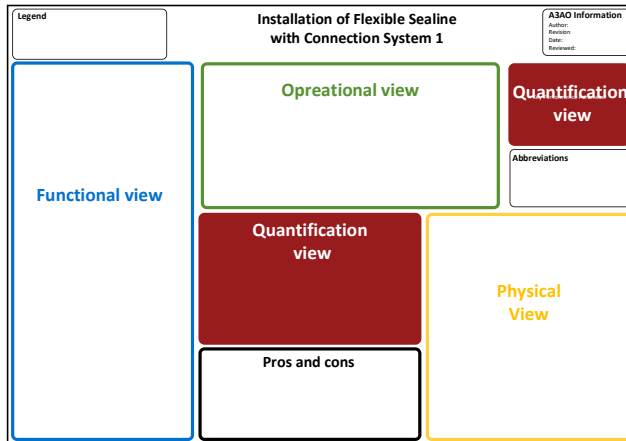 Legend
Installation of Flexible Sealine
with Connection System 1
A3AO Information
Author:
Revision
Date:
Reviewed:
Opreational view
Quantification
view
Abbreviations
Functional view
Quantification
view
Physical
View
Pros and cons